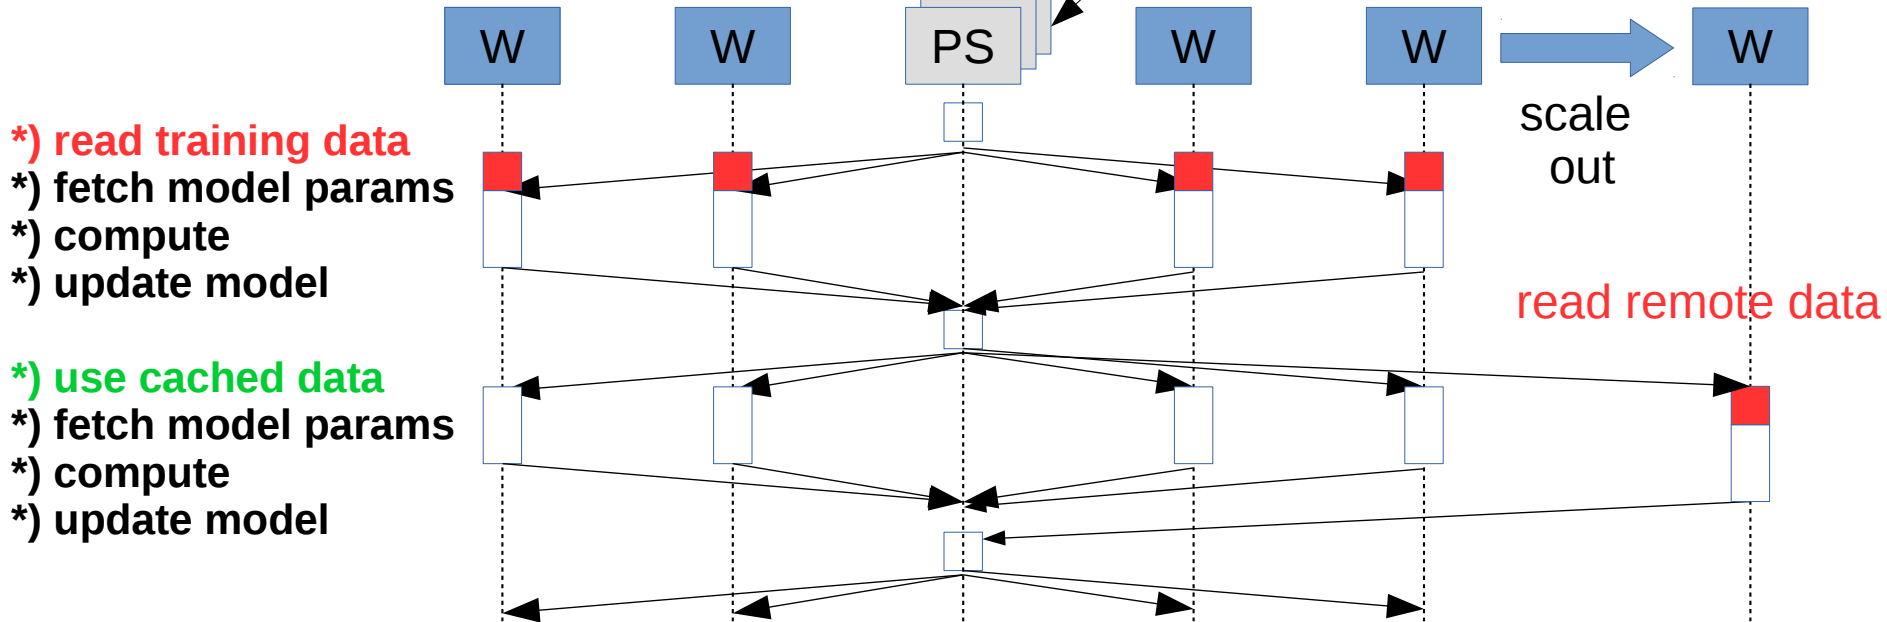 W W PS W W W
scale
out
*) read training data
*) fetch model params
*) compute
*) update model
read remote data
*) use cached data
*) fetch model params
*) compute
*) update model